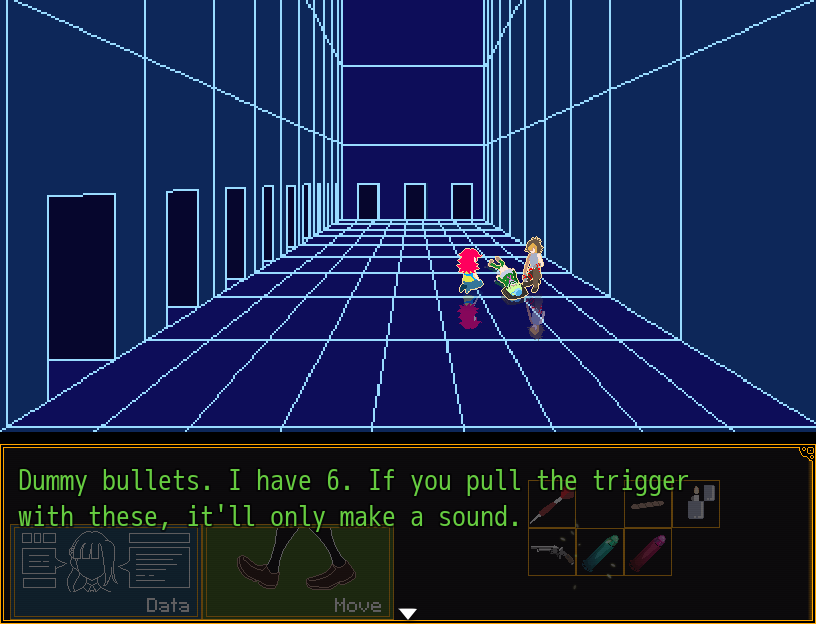 Dummy bullets. I have 6. If you pull the trigger
with these, it'll only make a sound.
Data
Move